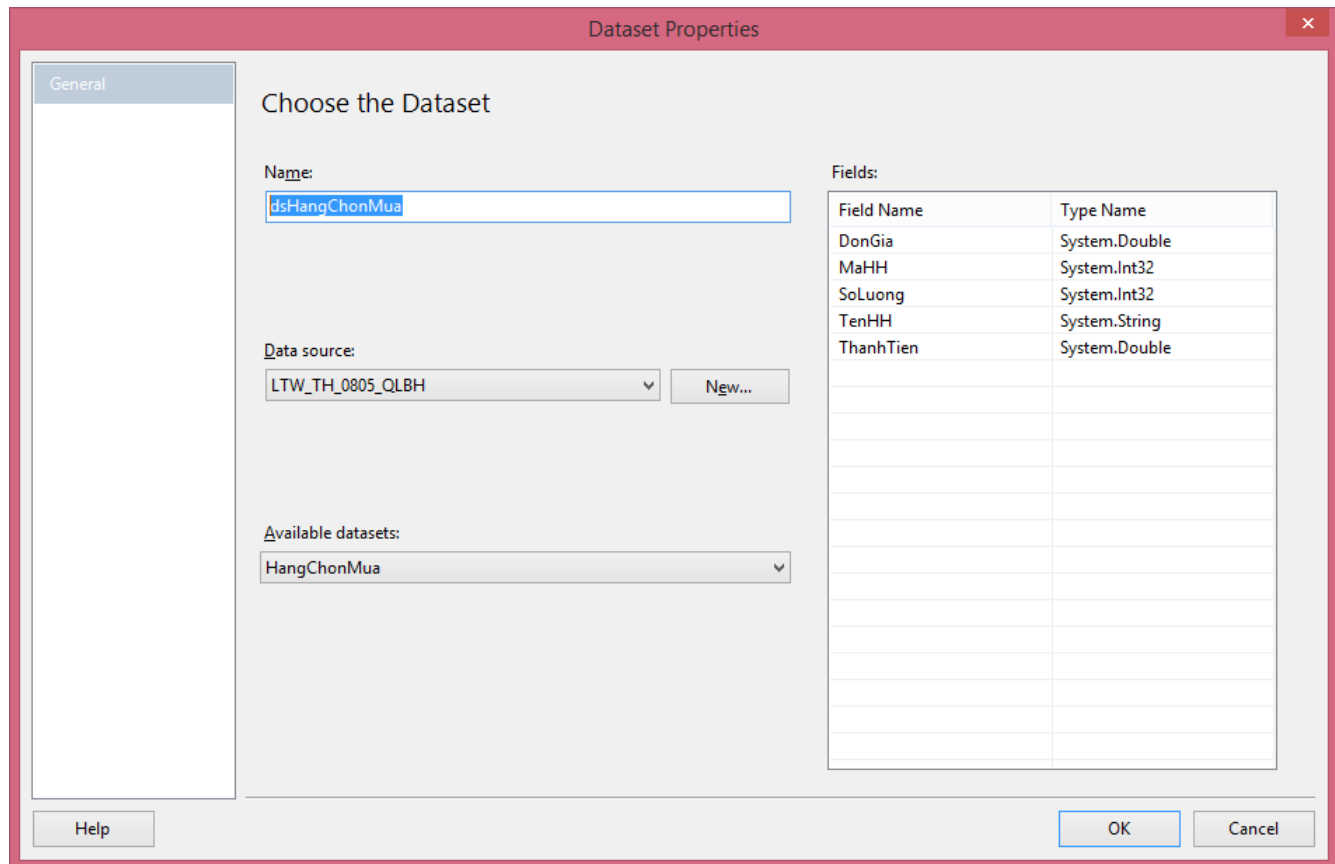 Dataset Properties
General
Choose the Dataset
Name:
dsHangChonMua
Data source:
LTW_TH_0805_QLBH
New...
Available datasets:
HangChonMua
Fields:
Field Name Type Name
DonGia System.Double
MaHH System.Int32
SoLuong System.Int32
TenHH System.String
ThanhTien System.Double
Help
OK
Cancel